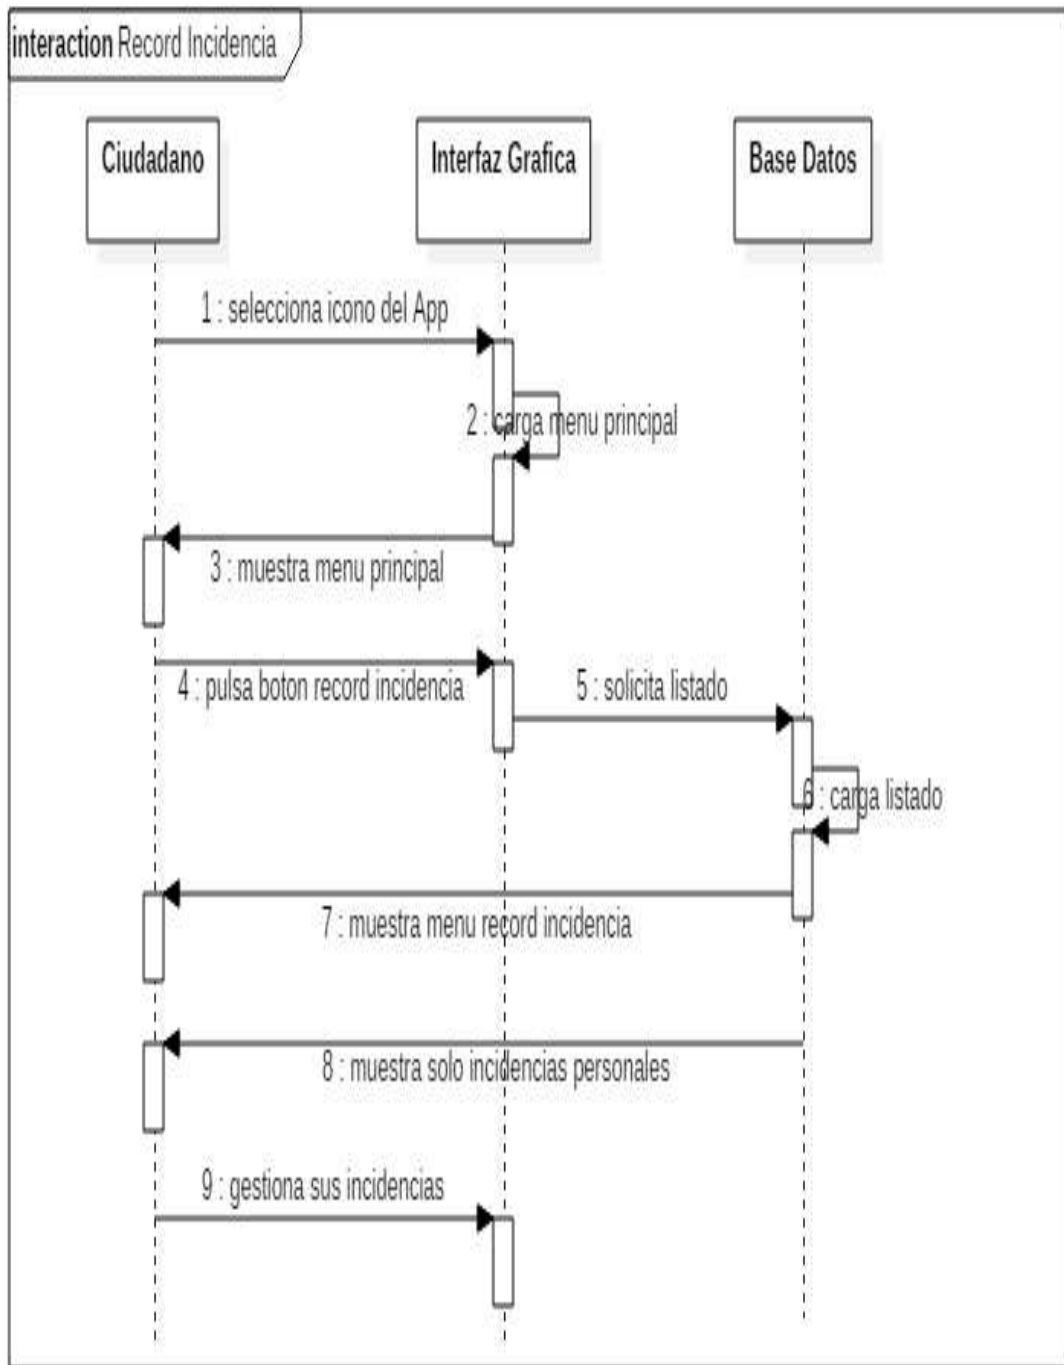 interaction Record Incidencia
Ciudadano
Interfaz Grafica
Base Datos
1 : selecciona icono del App
2 : carga menu principal
3 : muestra menu principal
4 : pulsa boton record incidencia
5 : solicita listado
6 : carga listado
7 : muestra menu record incidencia
8 : muestra solo incidencias personales
9 : gestiona sus incidencias